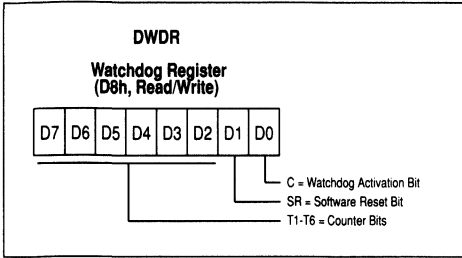 DWDR
Watchdog Register
(D8h, Read/Write)
D7 D6 D5 D4 D3 D2 D1 D0
C = Watchdog Activation Bit
SR = Software Reset Bit
T1-T6 = Counter Bits